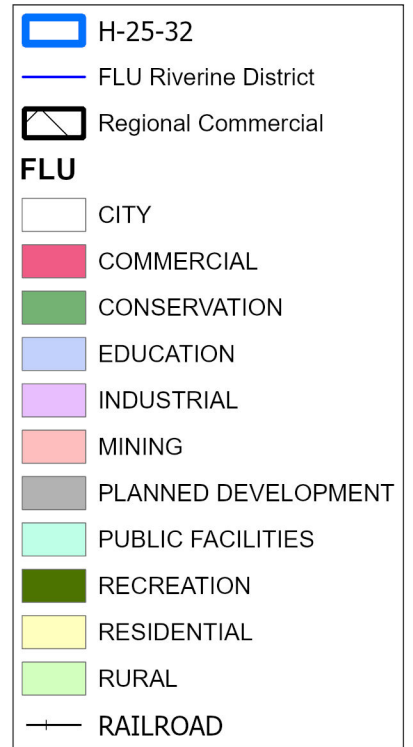 H-25-32
FLU Riverine District
Regional Commercial
FLU
CITY
COMMERCIAL
CONSERVATION
EDUCATION
INDUSTRIAL
MINING
PLANNED DEVELOPMENT
PUBLIC FACILITIES
RECREATION
RESIDENTIAL
RURAL
RAILROAD